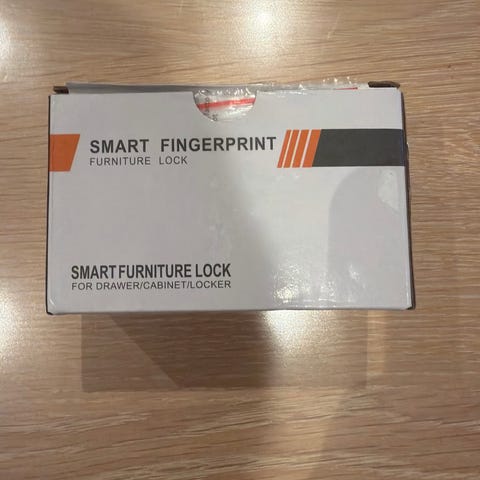 SMART FINGERPRINT
FURNITURE LOCK
SMART FURNITURE LOCK
FOR DRAWER/CABINET/LOCKER